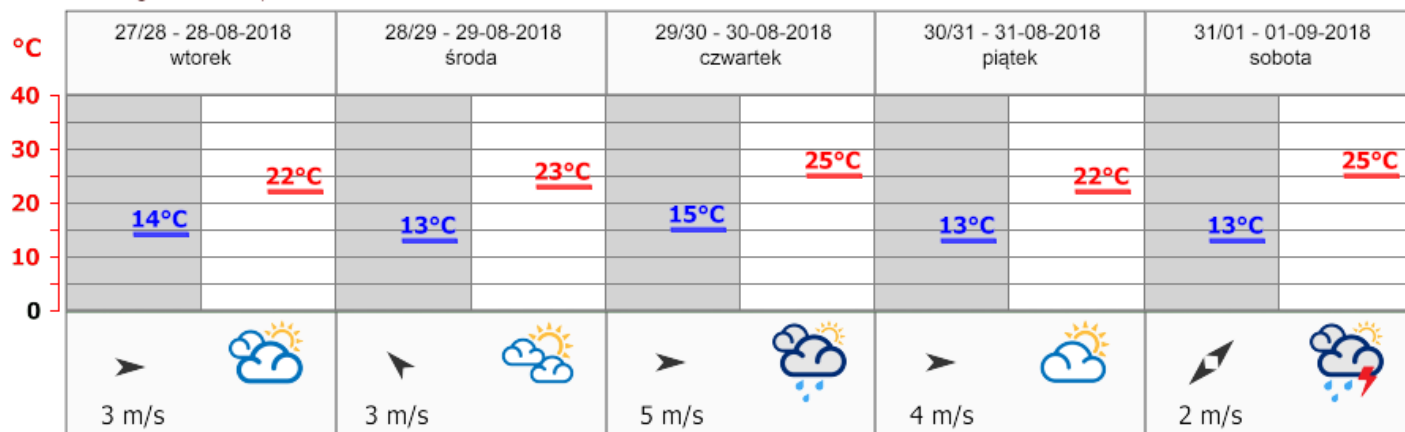 27/28 - 28-08-2018
wtorek
28/29 - 29-08-2018
środa
29/30 - 30-08-2018
czwartek
30/31 - 31-08-2018
piątek
31/01 - 01-09-2018
sobota
°C
40
30
20
10
0
14°C
22°C
13°C
23°C
15°C
25°C
13°C
22°C
13°C
25°C
3 m/s
3 m/s
5 m/s
4 m/s
2 m/s